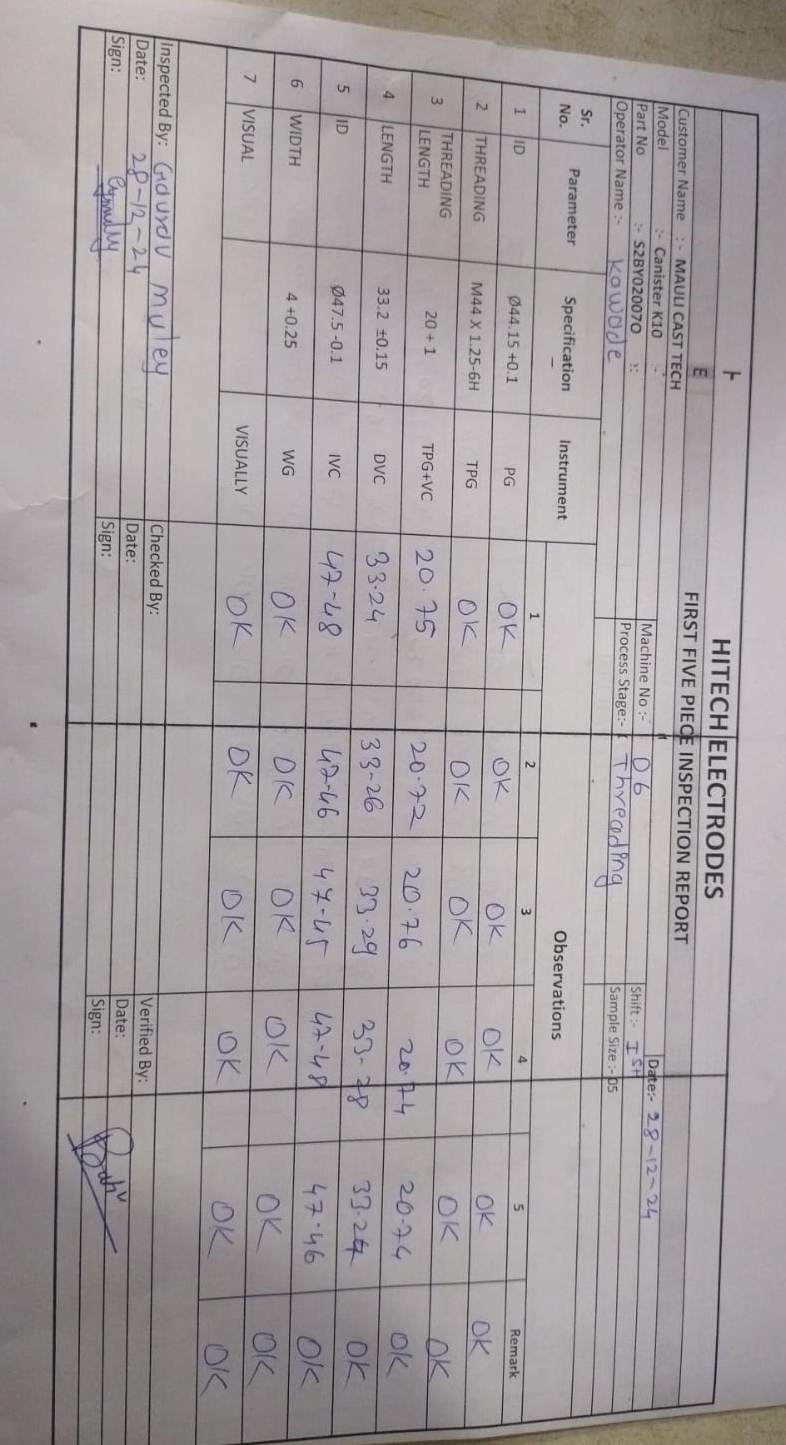 HITECH ELECTRODES
E FIRST FIVE PIECE INSPECTION REPORT
Customer Name :- MAULI CAST TECH Date:- 28-12-24
Model :- Canister K10 Machine No :- 06 Shift :- I SH
Part No :- S2BY02007O Process Stage:- Threading Sample Size :- 05
Operator Name :- Kawade
Sr. No. Parameter Specification Instrument Observations
1 2 3 4 5 Remark
1 ID Ø44.15 +0.1 PG OK OK OK OK OK OK
2 THREADING M44 X 1.25-6H TPG OK OK OK OK OK OK
3 THREADING LENGTH 20 + 1 TPG+VC 20.75 20.72 20.76 20.74 20.74 OK
4 LENGTH 33.2 ±0.15 DVC 33.24 33-26 33.29 33-28 33.27 OK
5 ID Ø47.5 -0.1 IVC 47-48 47-46 47-45 47-48 47-46 OK
6 WIDTH 4 +0.25 WG OK OK OK OK OK OK
7 VISUAL VISUALLY OK OK OK OK OK OK
Inspected By: Gaurav muley Checked By: Verified By:
Date: 28-12-24 Date: Date:
Sign: Sign: Sign: